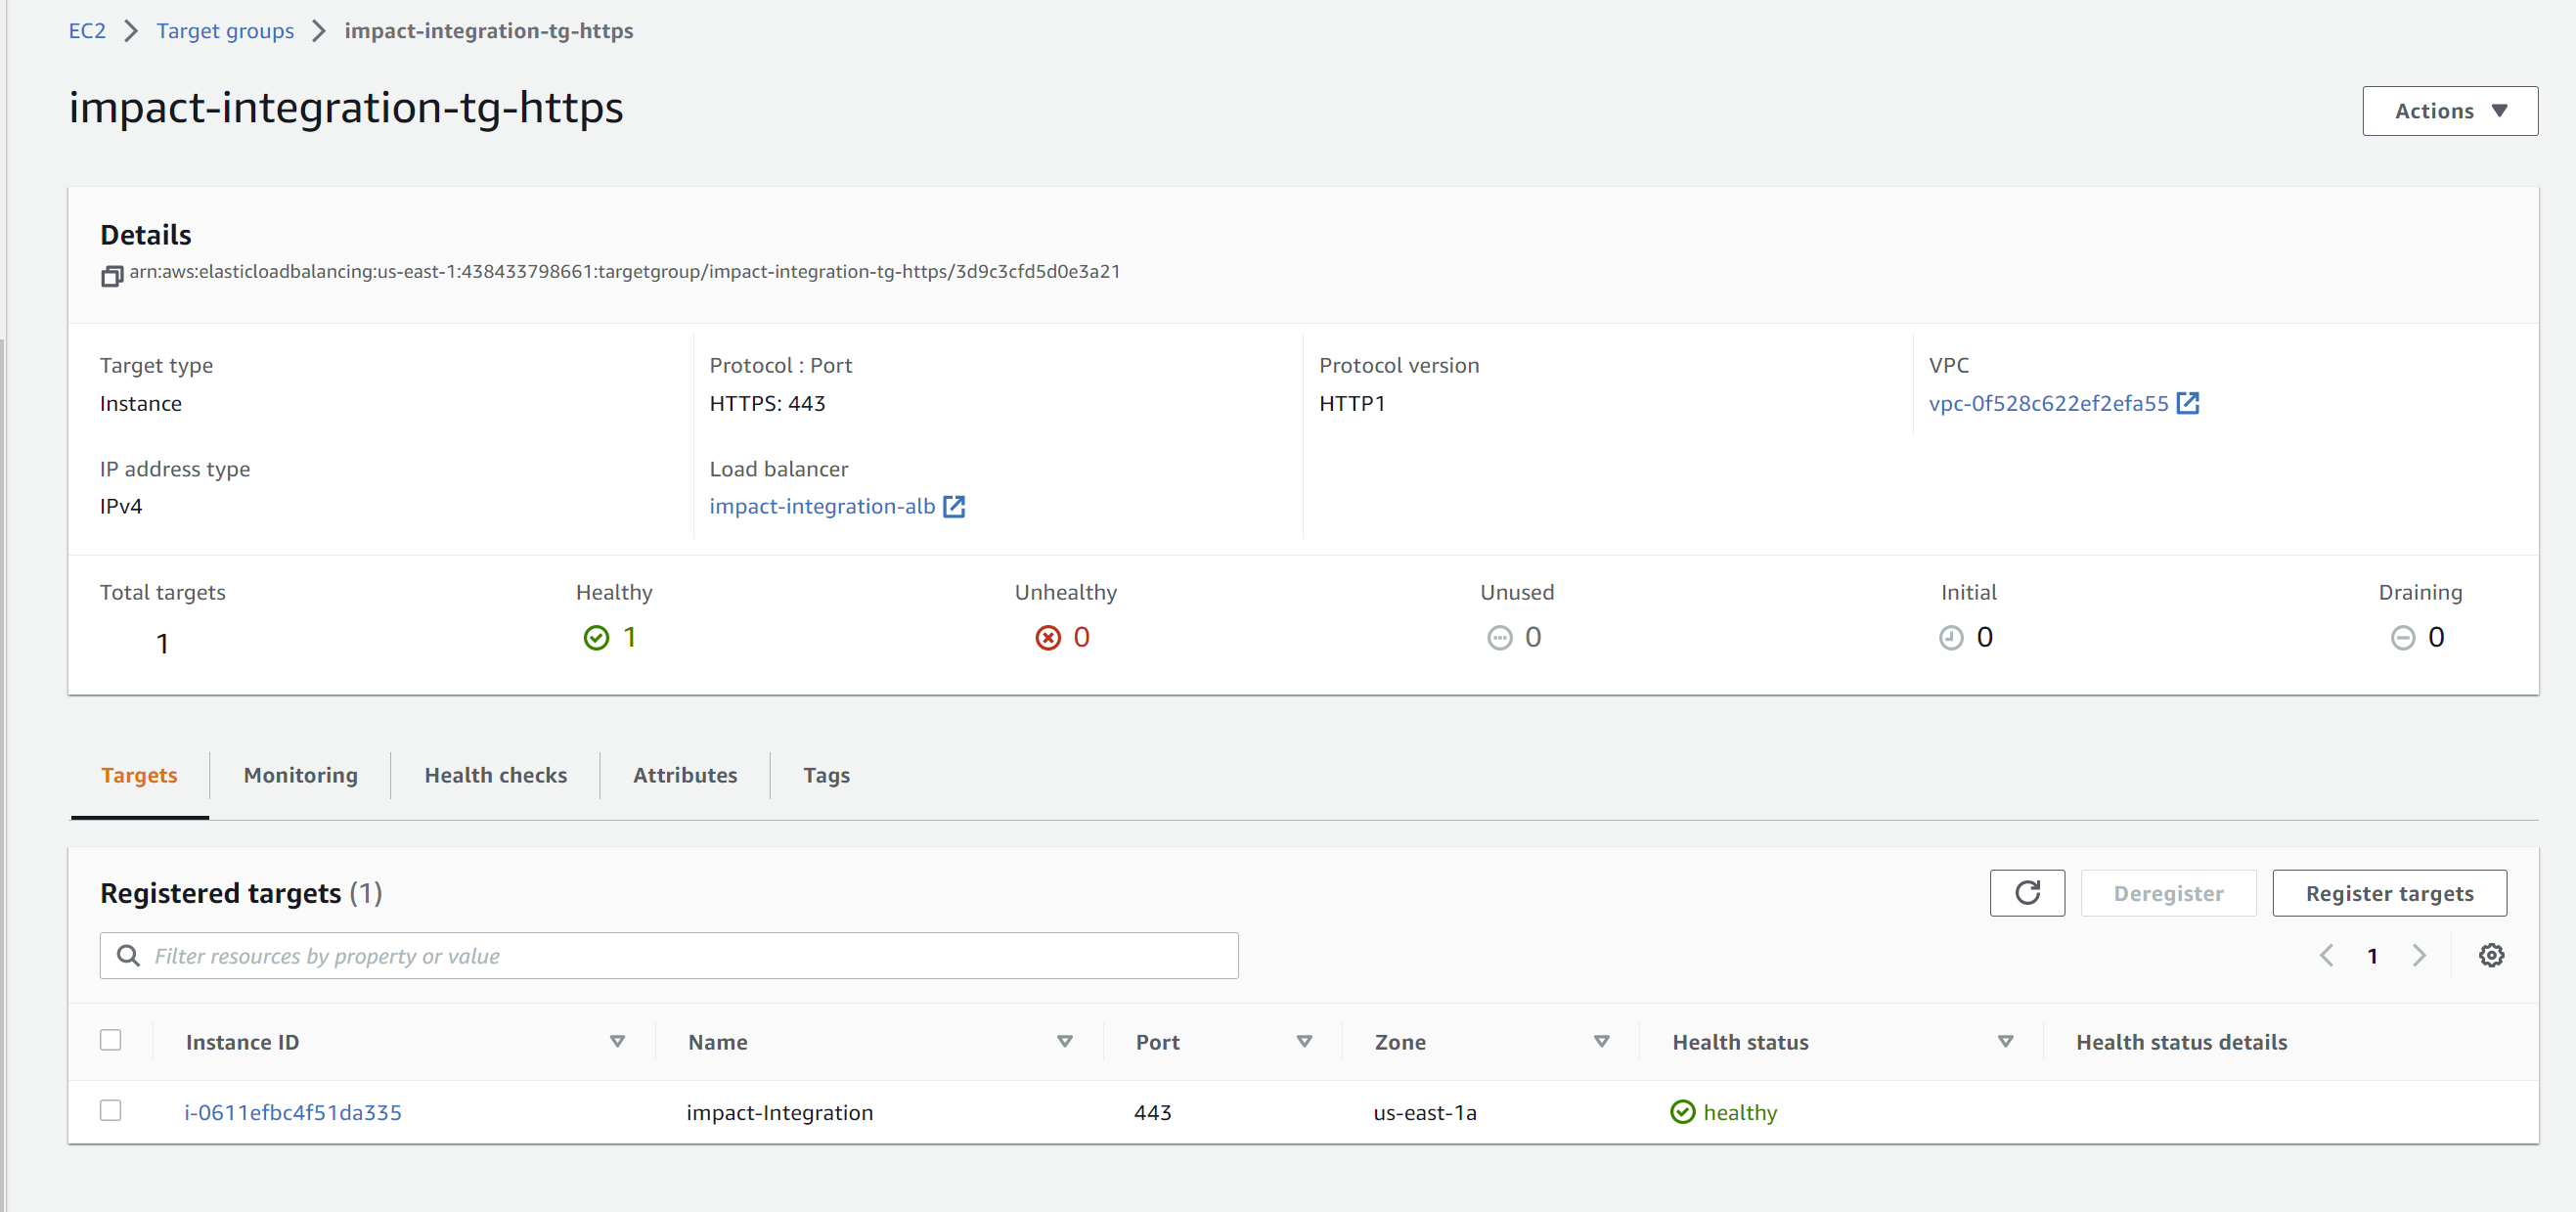 EC2 > Target groups > impact-integration-tg-https
impact-integration-tg-https
Actions
Details
arn:aws:elasticloadbalancing:us-east-1:438433798661:targetgroup/impact-integration-tg-https/3d9c3cfd5d0e3a21
Target type Protocol : Port Protocol version VPC
Instance HTTPS: 443 HTTP1 vpc-0f528c622ef2efa55
IP address type Load balancer
IPv4 impact-integration-alb
Total targets Healthy Unhealthy Unused Initial Draining
1 1 0 0 0 0
Targets Monitoring Health checks Attributes Tags
Registered targets (1) Deregister Register targets
Filter resources by property or value 1
Instance ID Name Port Zone Health status Health status details
i-0611efbc4f51da335 impact-Integration 443 us-east-1a healthy